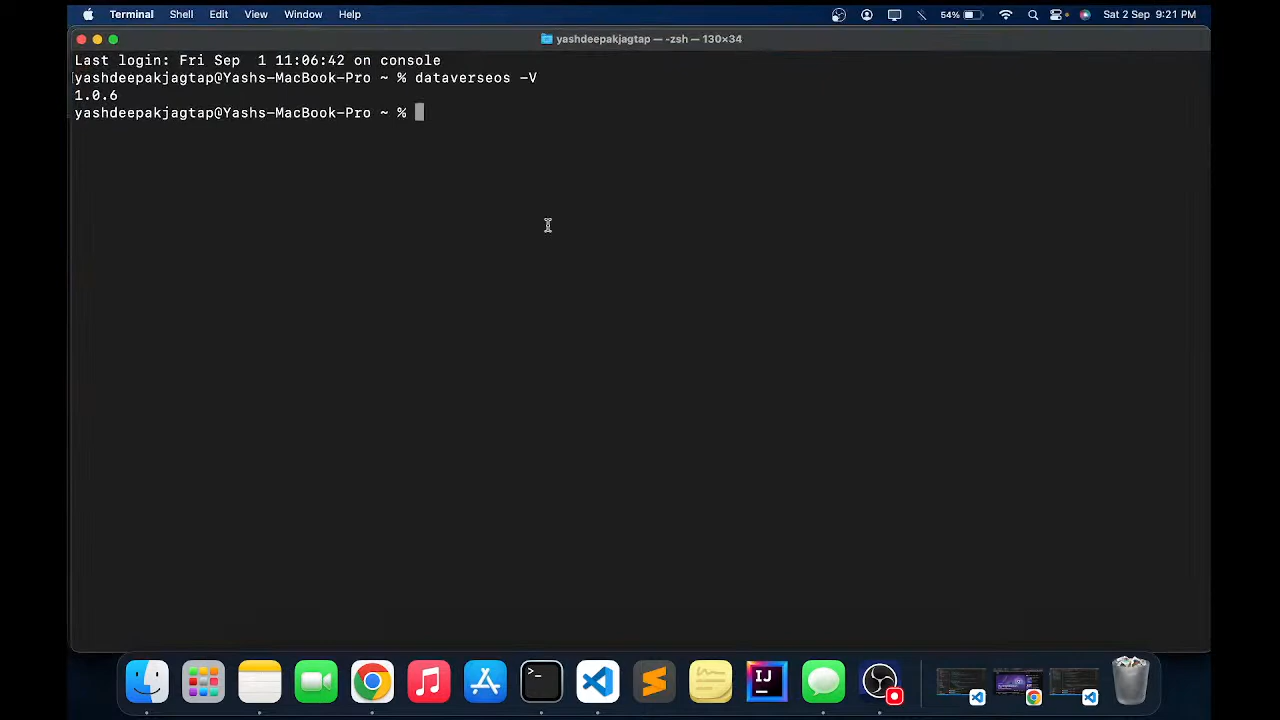 Terminal Shell Edit View Window Help 54% Sat 2 Sep 9:21 PM
yashdeepakjagtap — -zsh — 130×34
Last login: Fri Sep  1 11:06:42 on console
yashdeepakjagtap@Yashs-MacBook-Pro ~ % dataverseos -V
1.0.6
yashdeepakjagtap@Yashs-MacBook-Pro ~ %
>_
IJ